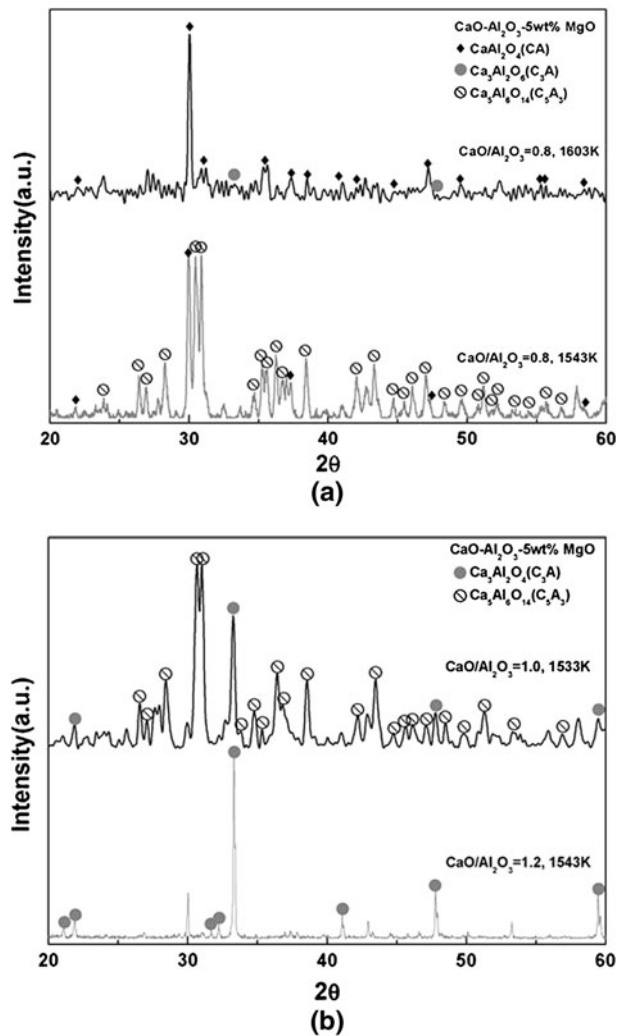 CaO-Al₂O₃-5wt% MgO
CaAl₂O₄(CA)
Ca₃Al₂O₆(C₃A)
Ca₅Al₆O₁₄(C₅A₃)
CaO/Al₂O₃=0.8, 1603K
CaO/Al₂O₃=0.8, 1543K
Intensity(a.u.)
20 30 40 50 60
2θ
(a)
CaO-Al₂O₃-5wt% MgO
Ca₃Al₂O₄(C₃A)
Ca₅Al₆O₁₄(C₅A₃)
CaO/Al₂O₃=1.0, 1533K
CaO/Al₂O₃=1.2, 1543K
Intensity(a.u.)
20 30 40 50 60
2θ
(b)